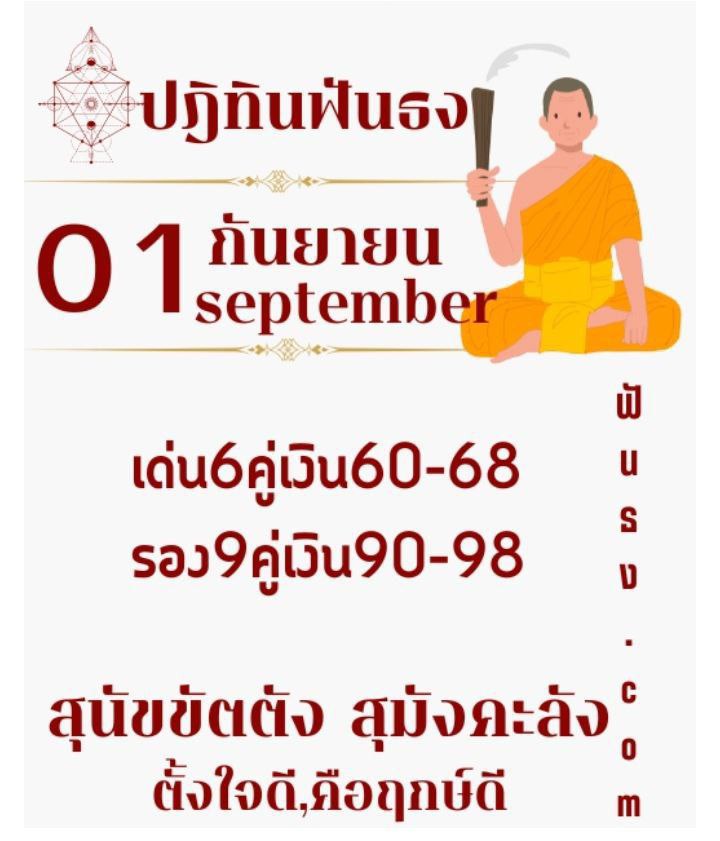 ปฏิทินฟันธง
01
กันยายน
september
เด่น6คู่เงิน60-68
รอง9คู่เงิน90-98
สุนัขขัตตัง สุมังคะลัง
ตั้งใจดี,คือฤกษ์ดี
ฟันธง.com